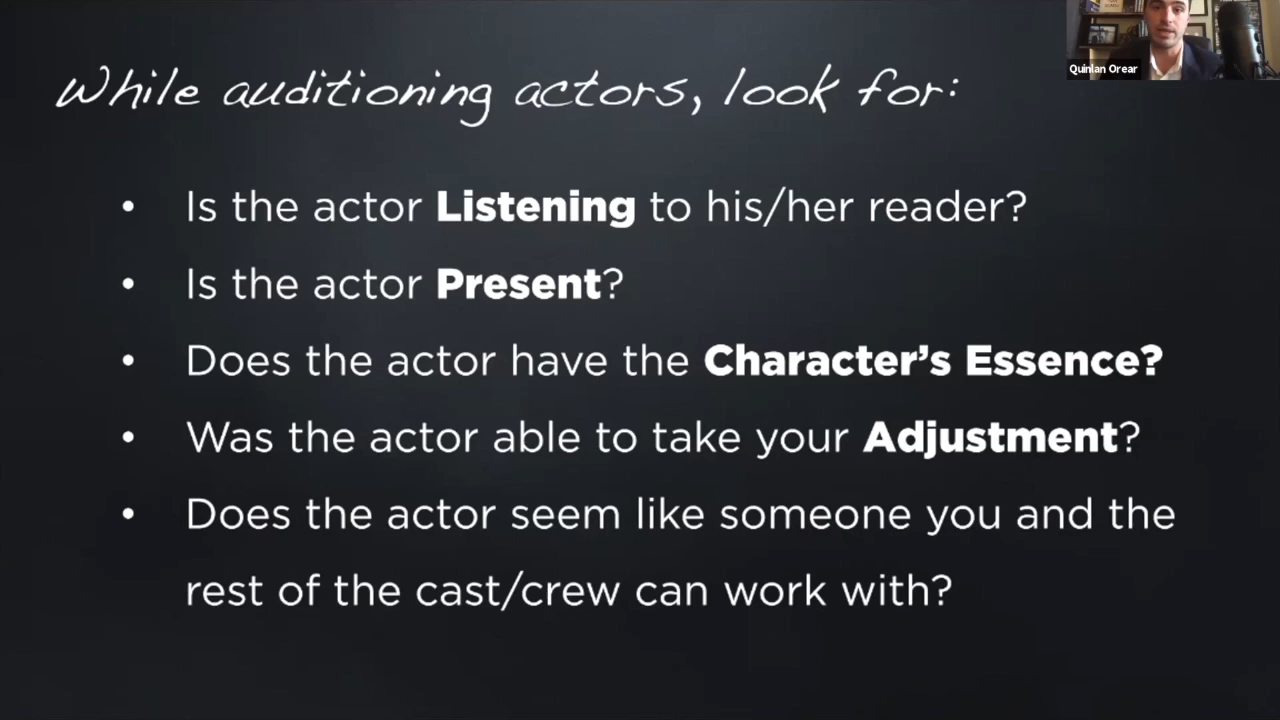 While auditioning actors, look for:
Quinlan Orear
• Is the actor Listening to his/her reader?
• Is the actor Present?
• Does the actor have the Character's Essence?
• Was the actor able to take your Adjustment?
• Does the actor seem like someone you and the
rest of the cast/crew can work with?